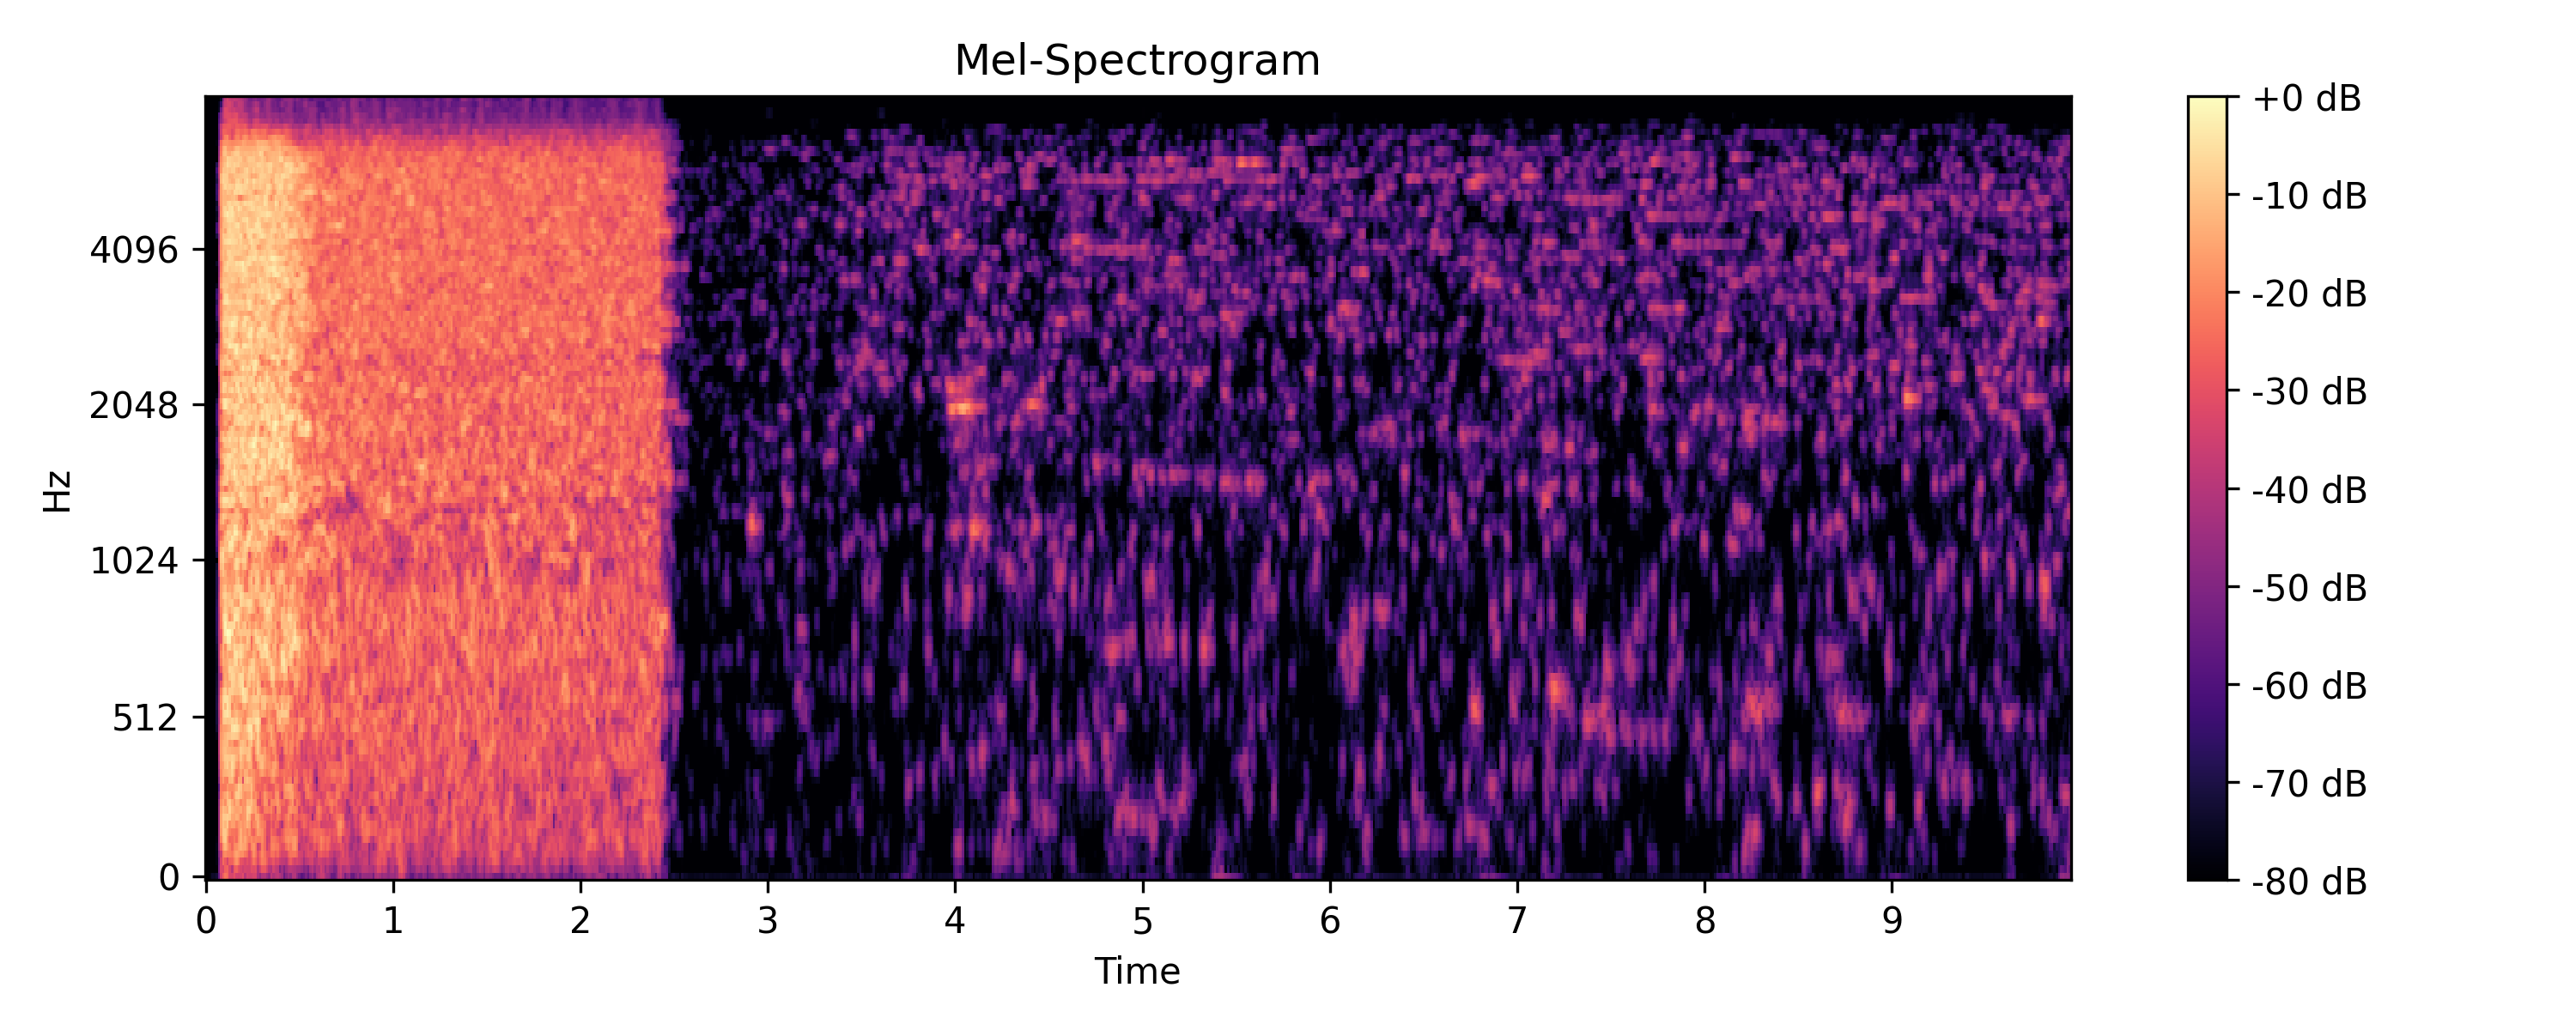 Mel-Spectrogram
+0 dB
-10 dB
-20 dB
-30 dB
-40 dB
-50 dB
-60 dB
-70 dB
-80 dB
Hz
4096
2048
1024
512
0
0 1 2 3 4 5 6 7 8 9
Time